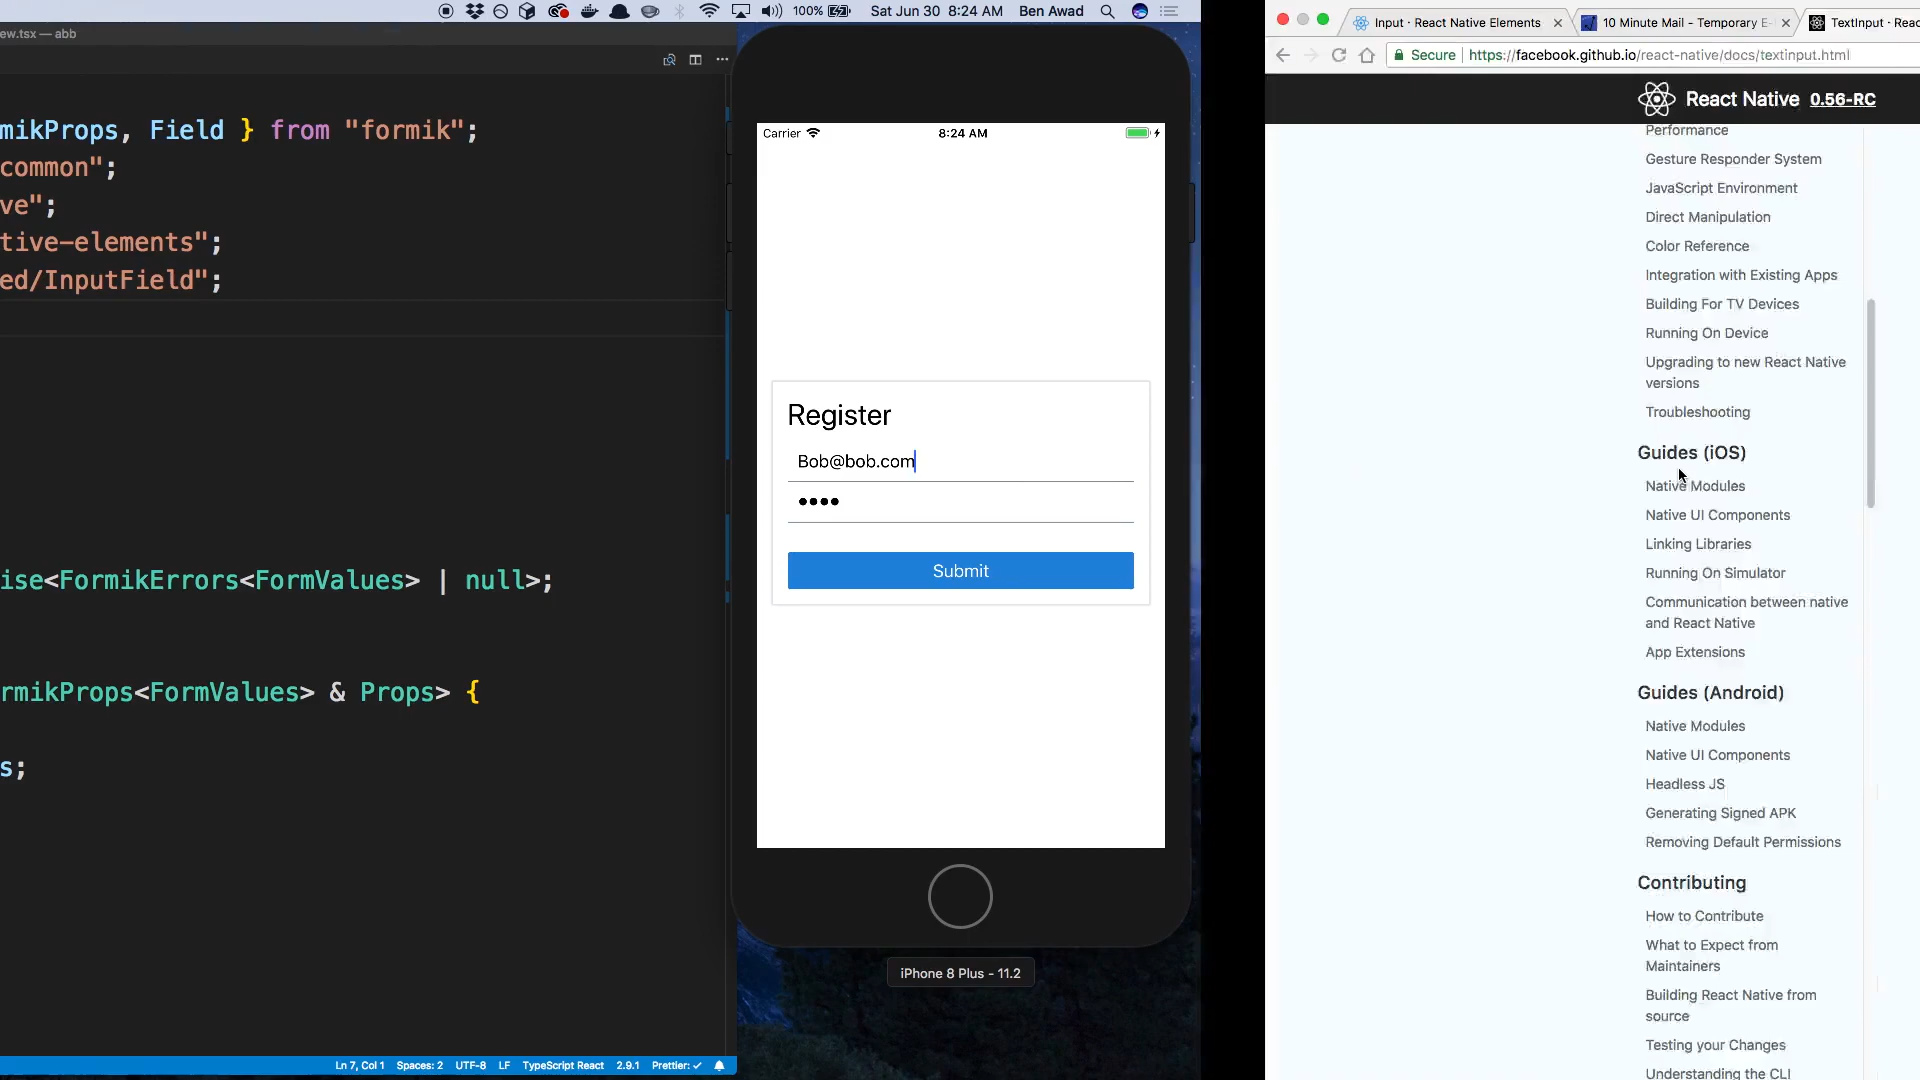 100%
Sat Jun 30 8:24 AM
Ben Awad
ew.tsx — abb
mikProps, Field } from "formik";
common";
ve";
tive-elements";
ed/InputField";
ise<FormikErrors<FormValues> | null>;
rmikProps<FormValues> & Props> {
s;
Ln 7, Col 1 Spaces: 2 UTF-8 LF TypeScript React 2.9.1 Prettier: ✓
Carrier
8:24 AM
Register
Bob@bob.com
••••
Submit
iPhone 8 Plus - 11.2
Input · React Native Elements
10 Minute Mail - Temporary E-
TextInput · Reac
Secure
https://facebook.github.io/react-native/docs/textinput.html
React Native 0.56-RC
Performance
Gesture Responder System
JavaScript Environment
Direct Manipulation
Color Reference
Integration with Existing Apps
Building For TV Devices
Running On Device
Upgrading to new React Native
versions
Troubleshooting
Guides (iOS)
Native Modules
Native UI Components
Linking Libraries
Running On Simulator
Communication between native
and React Native
App Extensions
Guides (Android)
Native Modules
Native UI Components
Headless JS
Generating Signed APK
Removing Default Permissions
Contributing
How to Contribute
What to Expect from
Maintainers
Building React Native from
source
Testing your Changes
Understanding the CLI